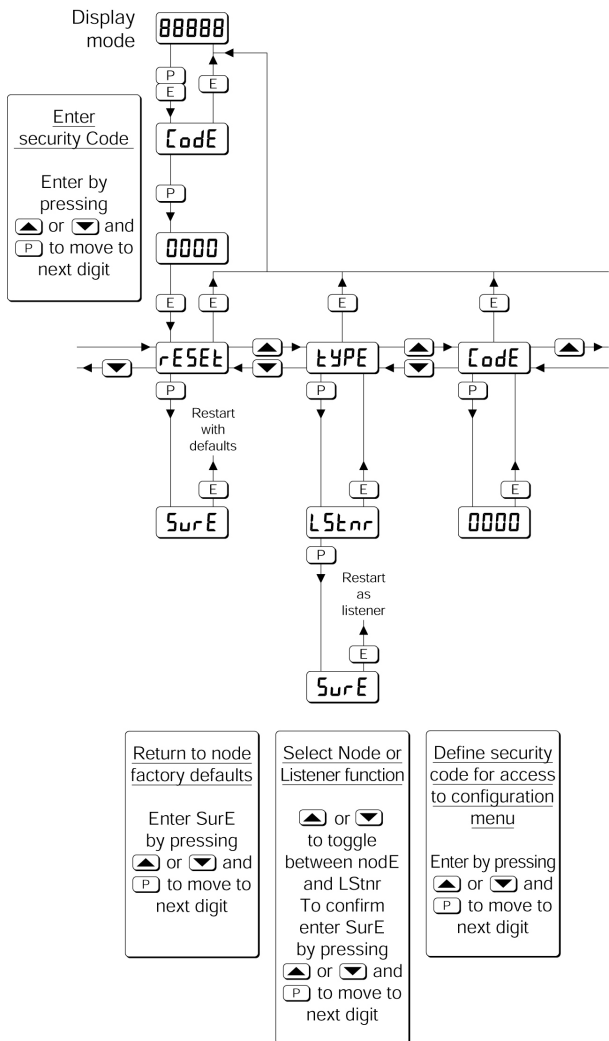 Display
mode
88888
P
E
E
CodE
Enter
security Code
Enter by
pressing
▲ or ▼ and
P to move to
next digit
P
0000
E
E
E
E
▼
rESEt
▲
▼
tYPE
▲
▼
CodE
▲
P
P
P
Restart
with
defaults
E
E
E
SurE
LStnr
0000
P
Restart
as
listener
E
SurE
Return to node
factory defaults
Enter SurE
by pressing
▲ or ▼ and
P to move to
next digit
Select Node or
Listener function
▲ or ▼
to toggle
between nodE
and LStnr
To confirm
enter SurE
by pressing
▲ or ▼ and
P to move to
next digit
Define security
code for access
to configuration
menu
Enter by pressing
▲ or ▼ and
P to move to
next digit